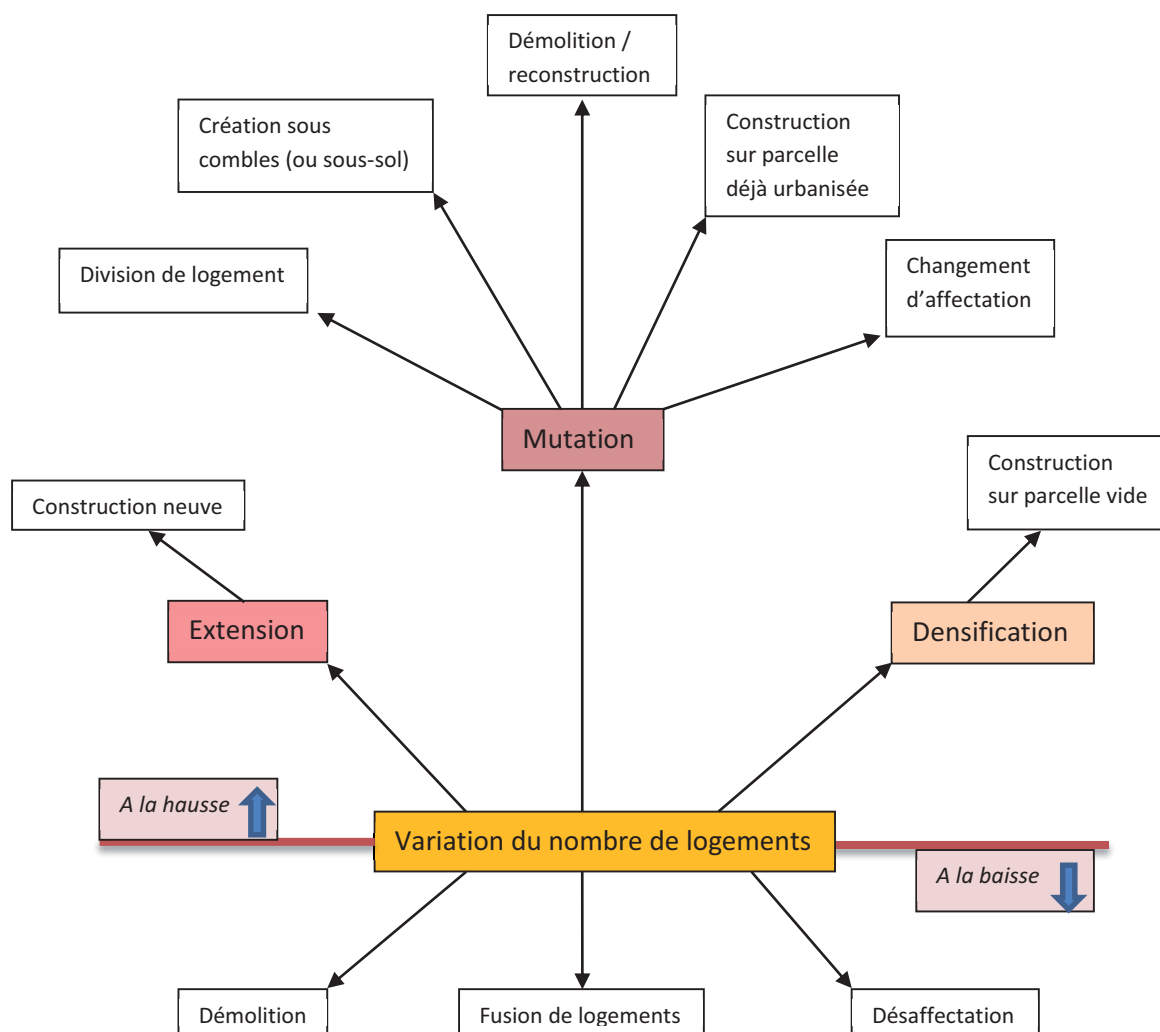 Démolition /
reconstruction
Création sous
combles (ou sous-sol)
Construction
sur parcelle
déjà urbanisée
Division de logement
Changement
d’affectation
Mutation
Construction neuve
Construction
sur parcelle vide
Extension
Densification
A la hausse
Variation du nombre de logements
A la baisse
Démolition
Fusion de logements
Désaffectation